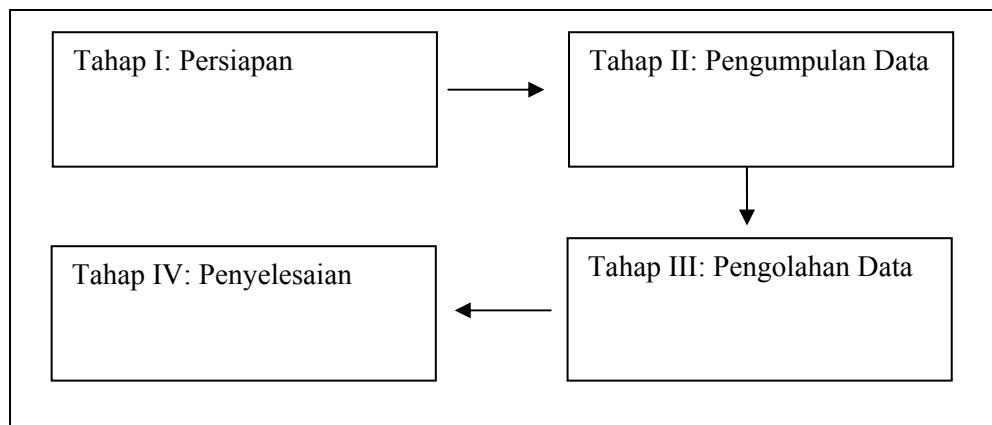 Tahap I: Persiapan
Tahap II: Pengumpulan Data
Tahap III: Pengolahan Data
Tahap IV: Penyelesaian